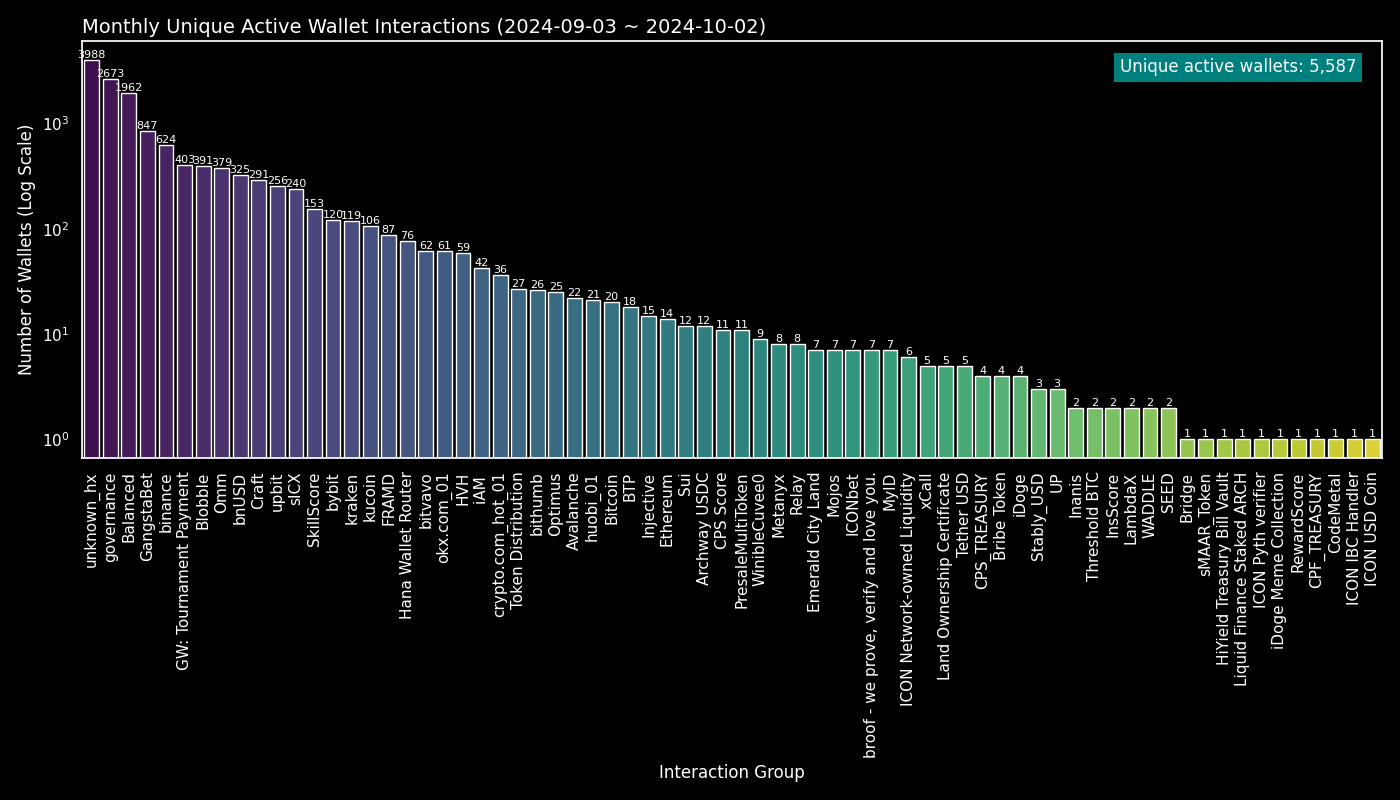 Monthly Unique Active Wallet Interactions (2024-09-03 ~ 2024-10-02)
Unique active wallets: 5,587
Number of Wallets (Log Scale)
10³
10²
10¹
10⁰
3988
2673
1962
847
624
403
391
379
325
291
256
240
153
120
119
106
87
76
62
61
59
42
36
27
26
25
22
21
20
18
15
14
12
12
11
11
9
8
8
7
7
7
7
7
6
5
5
5
4
4
4
3
3
2
2
2
2
2
2
1
1
1
1
1
1
1
1
1
1
1
unknown_hx
governance
Balanced
GangstaBet
binance
GW: Tournament Payment
Blobble
Omm
bnUSD
Craft
upbit
sICX
SkillScore
bybit
kraken
kucoin
FRAMD
Hana Wallet Router
bitvavo
okx.com_01
HVH
iAM
crypto.com_hot_01
Token Distribution
bithumb
Optimus
Avalanche
huobi_01
Bitcoin
BTP
Injective
Ethereum
Sui
Archway USDC
CPS Score
PresaleMultiToken
WinbleCuvee0
Metanyx
Relay
Emerald City Land
Mojos
ICONbet
broof - we prove, verify and love you.
MyID
ICON Network-owned Liquidity
xCall
Land Ownership Certificate
Tether USD
CPS_TREASURY
Bribe Token
iDoge
Stably_USD
UP
Inanis
Threshold BTC
InsScore
LambdaX
WADDLE
SEED
Bridge
sMAAR_Token
HiYield Treasury Bill Vault
Liquid Finance Staked ARCH
ICON Pyth verifier
iDoge Meme Collection
RewardScore
CPF_TREASURY
CodeMetal
ICON IBC Handler
ICON USD Coin
Interaction Group